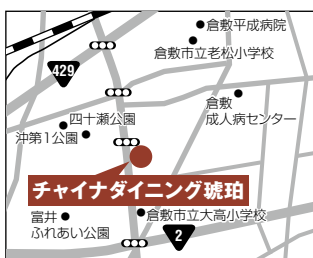 倉敷平成病院
倉敷市立老松小学校
429
倉敷
成人病センター
四十瀬公園
沖第1公園
チャイナダイニング琥珀
富井
ふれあい公園
倉敷市立大高小学校
2